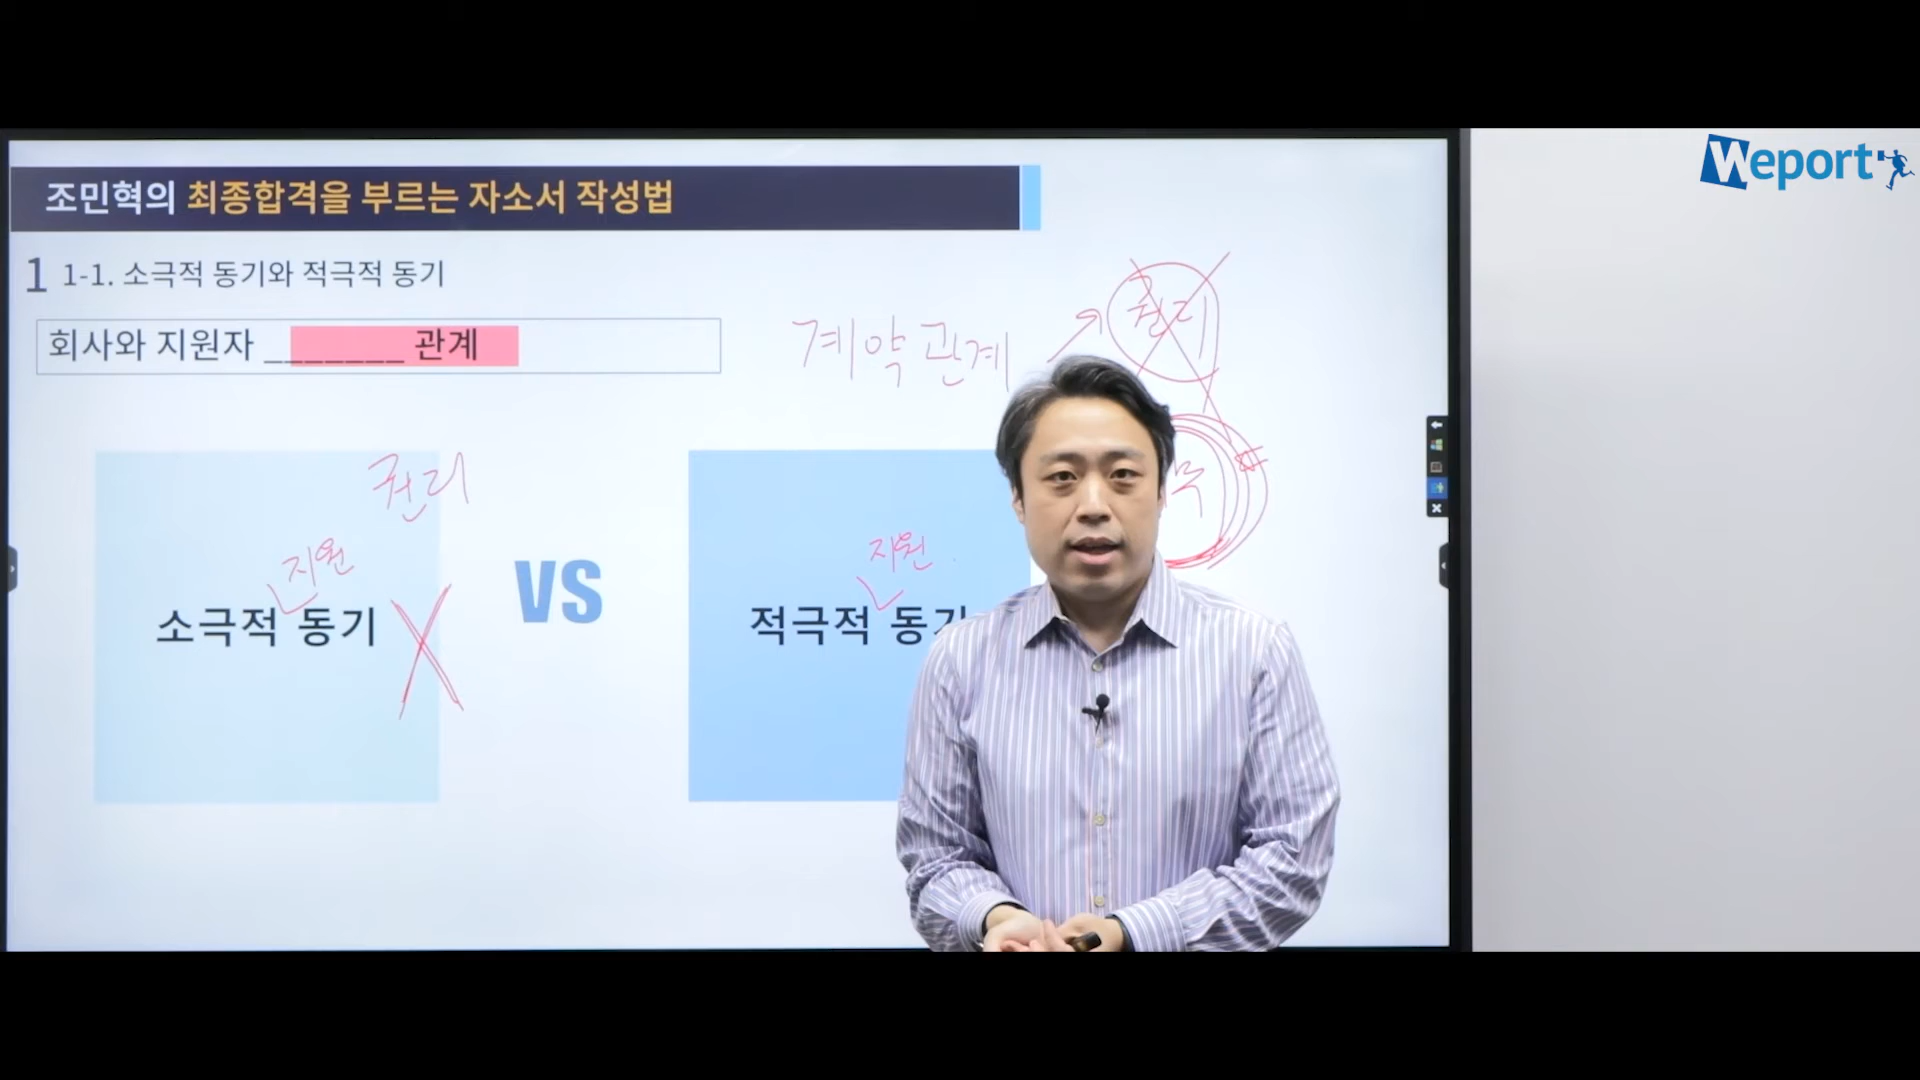 Weport
조민혁의 최종합격을 부르는 자소서 작성법
1 1-1. 소극적 동기와 적극적 동기
회사와 지원자 _______ 관계
계약관계
권리
권리
지원
소극적 동기
VS
지원
적극적 동기
무